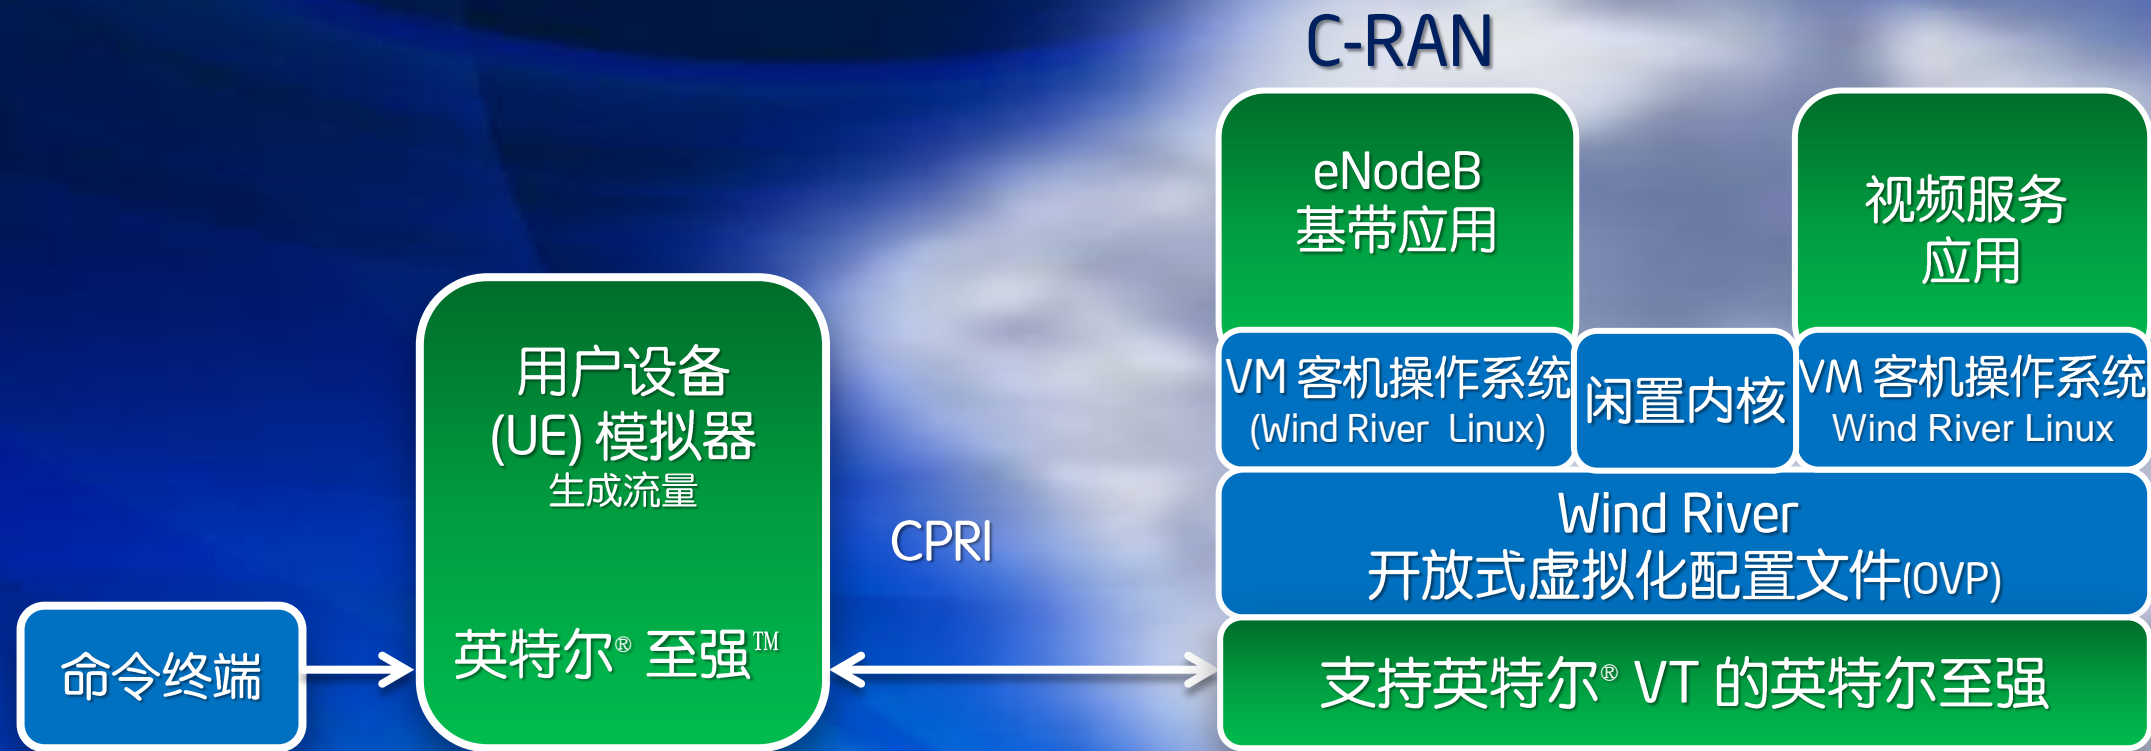 C-RAN
eNodeB
基带应用
视频服务
应用
用户设备
(UE) 模拟器
生成流量
英特尔® 至强™
VM 客机操作系统
(Wind River Linux)
闲置内核
VM 客机操作系统
Wind River Linux
CPRI
Wind River
开放式虚拟化配置文件(OVP)
命令终端
支持英特尔® VT 的英特尔至强